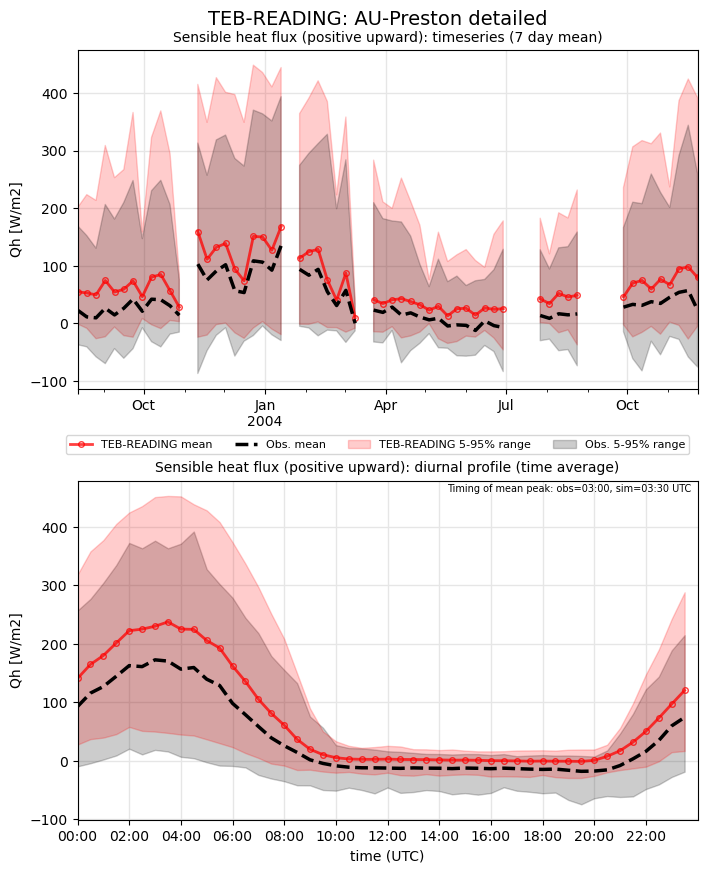 TEB-READING: AU-Preston detailed
Sensible heat flux (positive upward): timeseries (7 day mean)
Qh [W/m2]
400
300
200
100
0
−100
Oct
Jan
2004
Apr
Jul
Oct
TEB-READING mean
Obs. mean
TEB-READING 5-95% range
Obs. 5-95% range
Sensible heat flux (positive upward): diurnal profile (time average)
Timing of mean peak: obs=03:00, sim=03:30 UTC
Qh [W/m2]
400
300
200
100
0
−100
00:00
02:00
04:00
06:00
08:00
10:00
12:00
14:00
16:00
18:00
20:00
22:00
time (UTC)